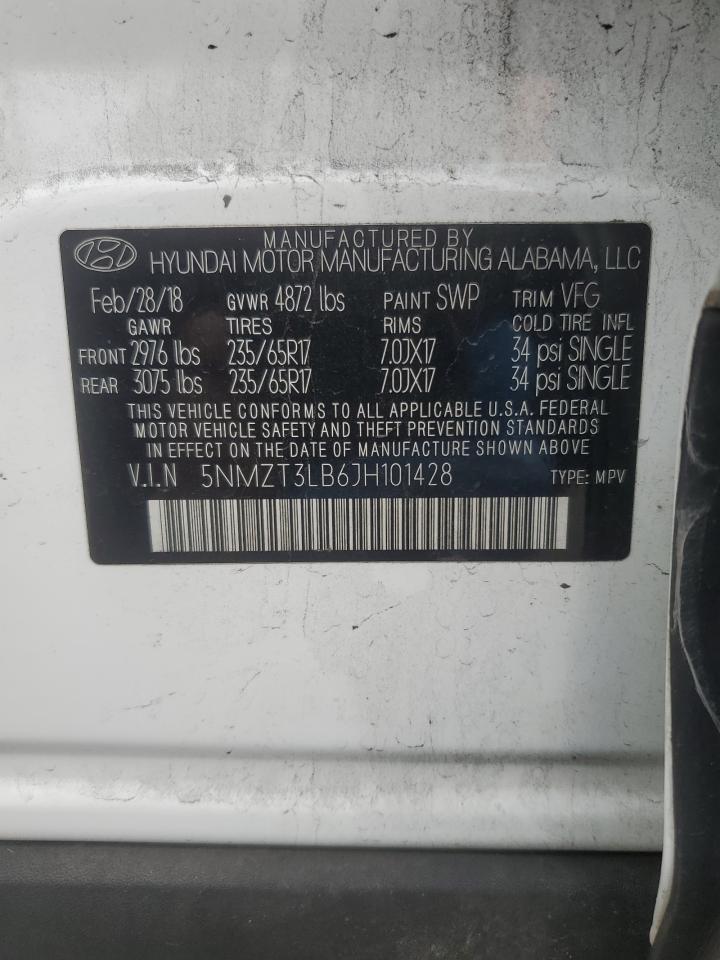 MANUFACTURED BY
HYUNDAI MOTOR MANUFACTURING ALABAMA, LLC
Feb/28/18 GVWR 4872 lbs PAINT SWP TRIM VFG
GAWR TIRES RIMS COLD TIRE INFL
FRONT 2976 lbs 235/65R17 7.0JX17 34 psi SINGLE
REAR 3075 lbs 235/65R17 7.0JX17 34 psi SINGLE
THIS VEHICLE CONFORMS TO ALL APPLICABLE U.S.A. FEDERAL
MOTOR VEHICLE SAFETY AND THEFT PREVENTION STANDARDS
IN EFFECT ON THE DATE OF MANUFACTURE SHOWN ABOVE.
V.I.N 5NMZT3LB6JH101428 TYPE: MPV